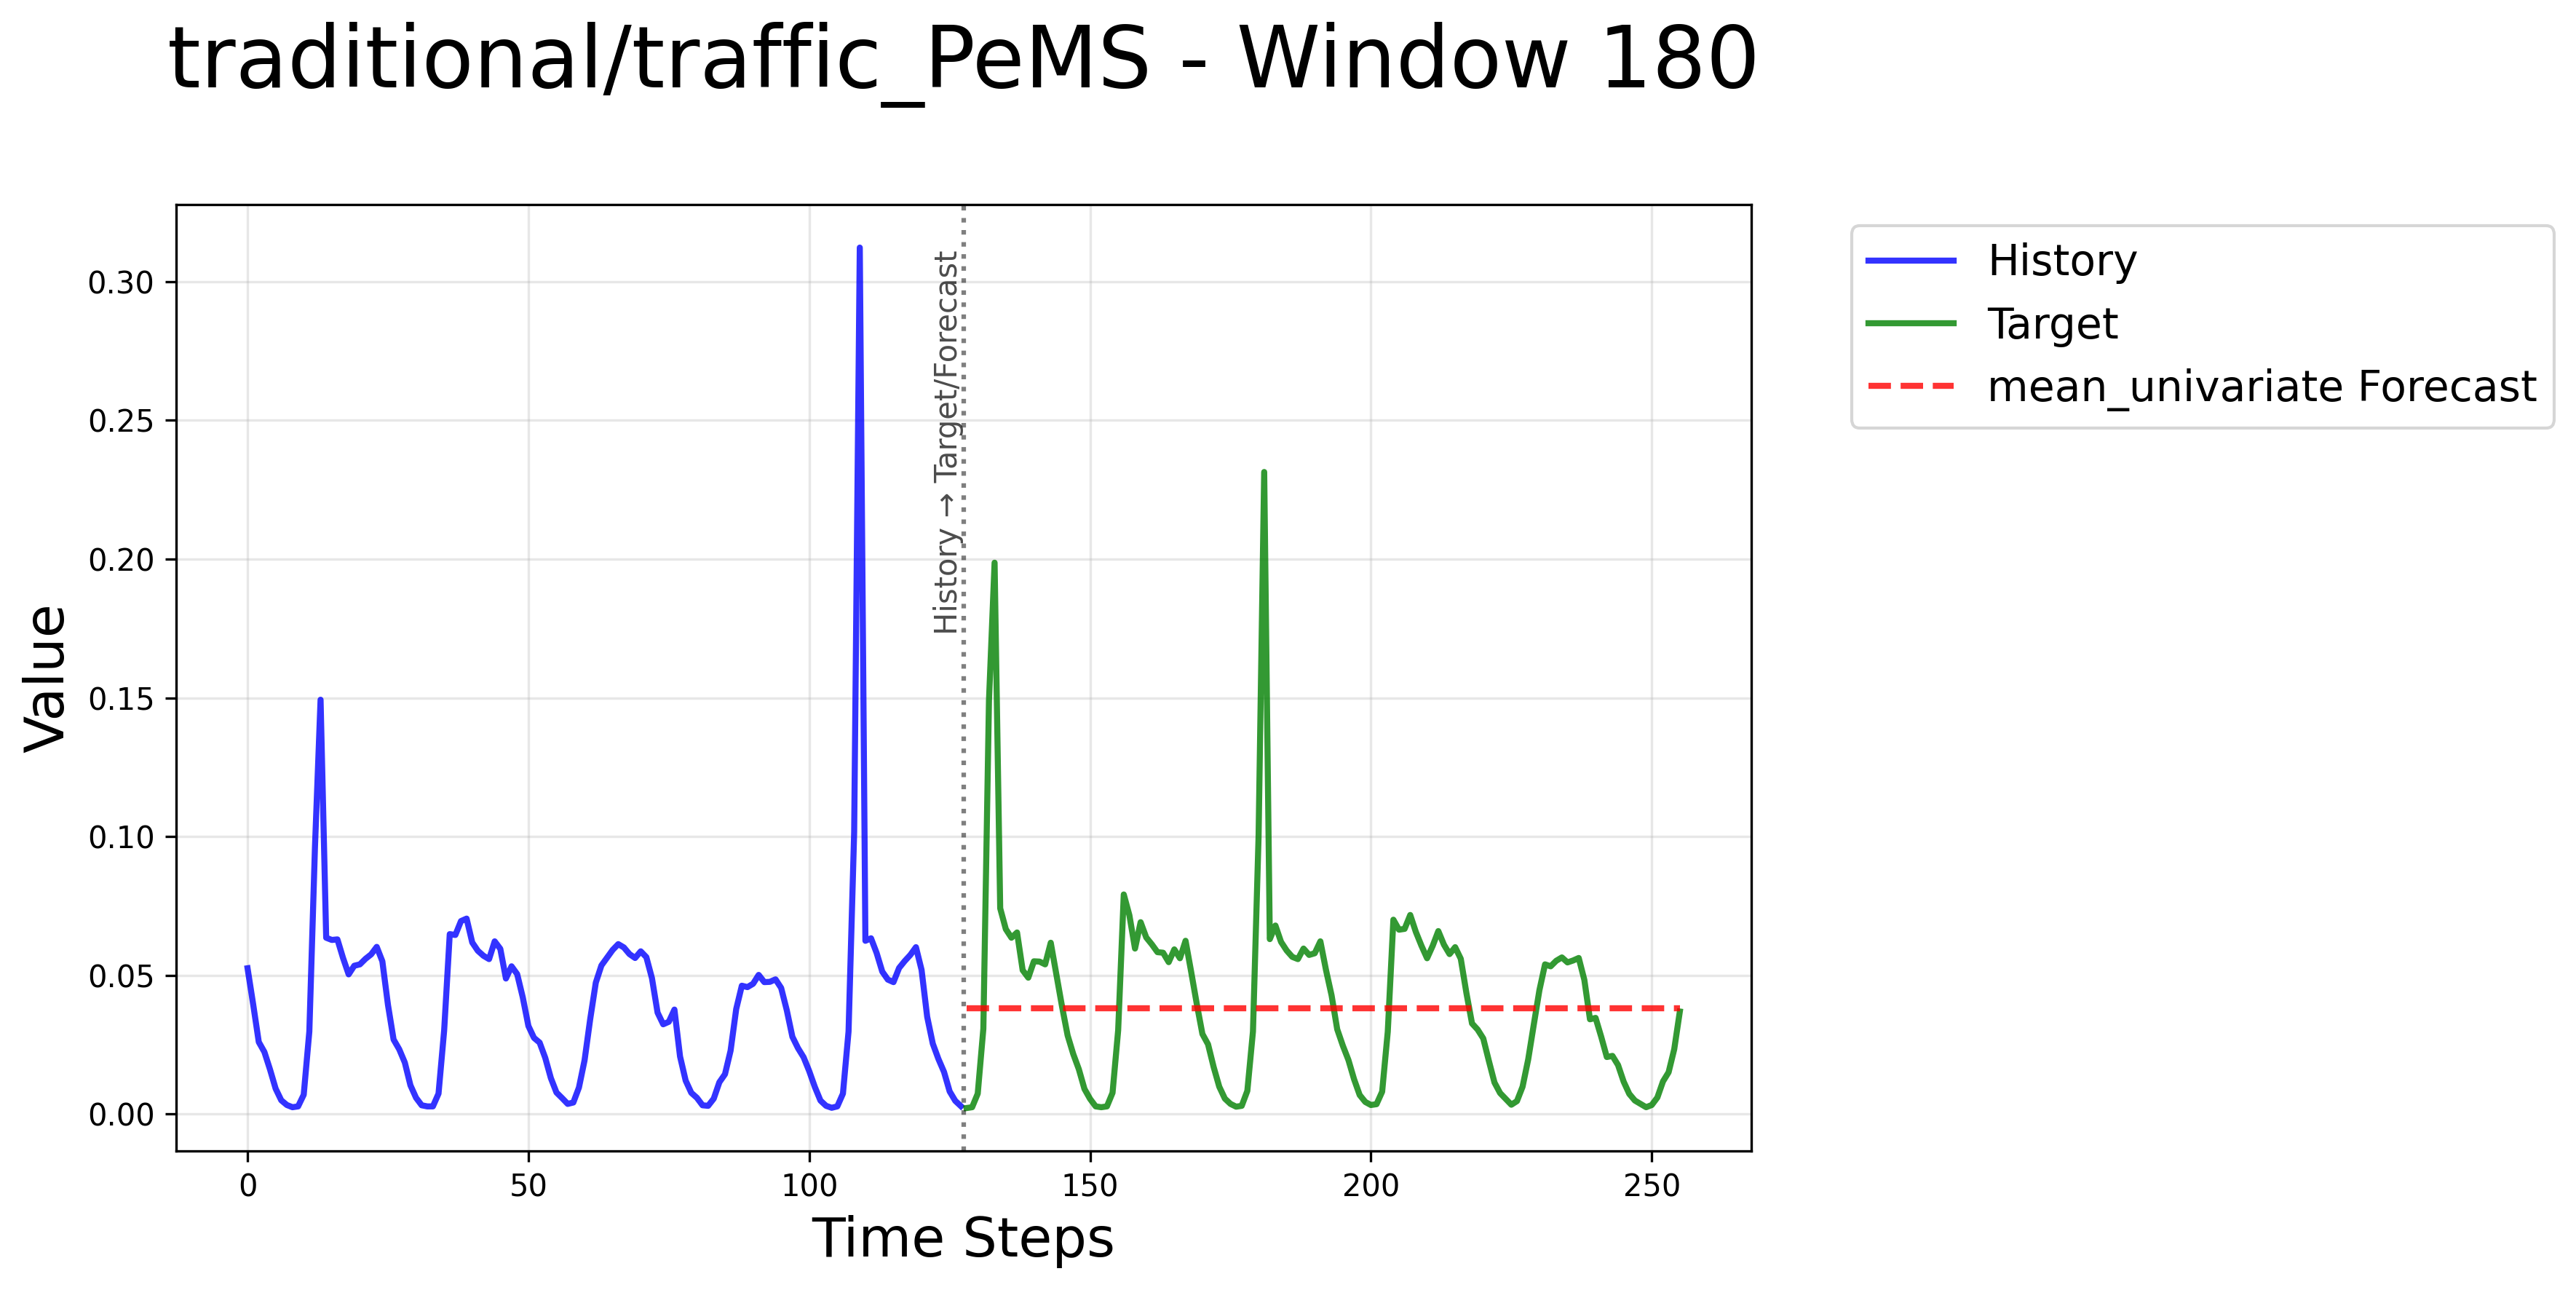 traditional/traffic_PeMS - Window 180
History
Target
mean_univariate Forecast
History → Target/Forecast
Value
0.30
0.25
0.20
0.15
0.10
0.05
0.00
0 50 100 150 200 250
Time Steps